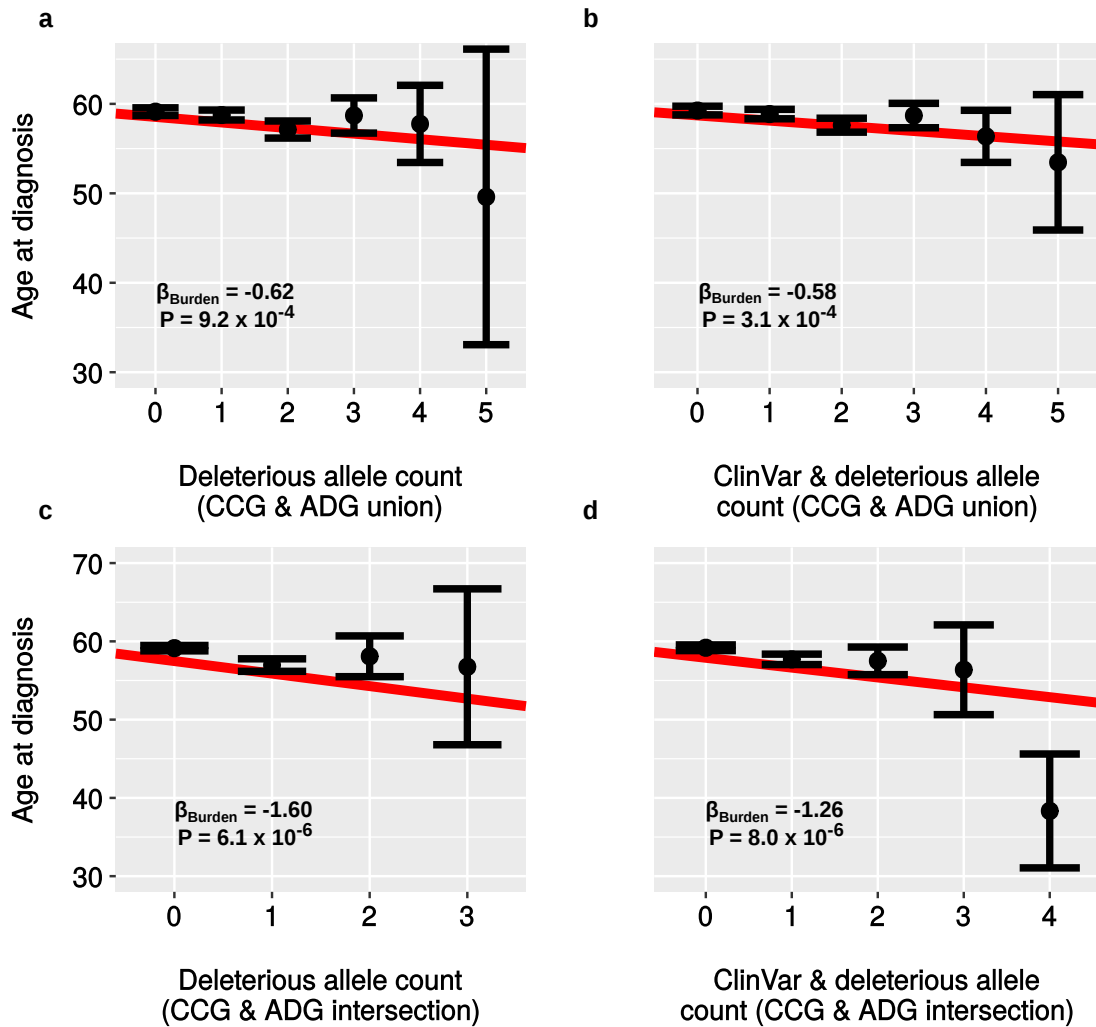 a
Age at diagnosis
60
50
40
30
βBurden = -0.62
P = 9.2 x 10-4
0 1 2 3 4 5
Deleterious allele count
(CCG & ADG union)
b
βBurden = -0.58
P = 3.1 x 10-4
0 1 2 3 4 5
ClinVar & deleterious allele
count (CCG & ADG union)
c
Age at diagnosis
70
60
50
40
30
βBurden = -1.60
P = 6.1 x 10-6
0 1 2 3
Deleterious allele count
(CCG & ADG intersection)
d
βBurden = -1.26
P = 8.0 x 10-6
0 1 2 3 4
ClinVar & deleterious allele
count (CCG & ADG intersection)